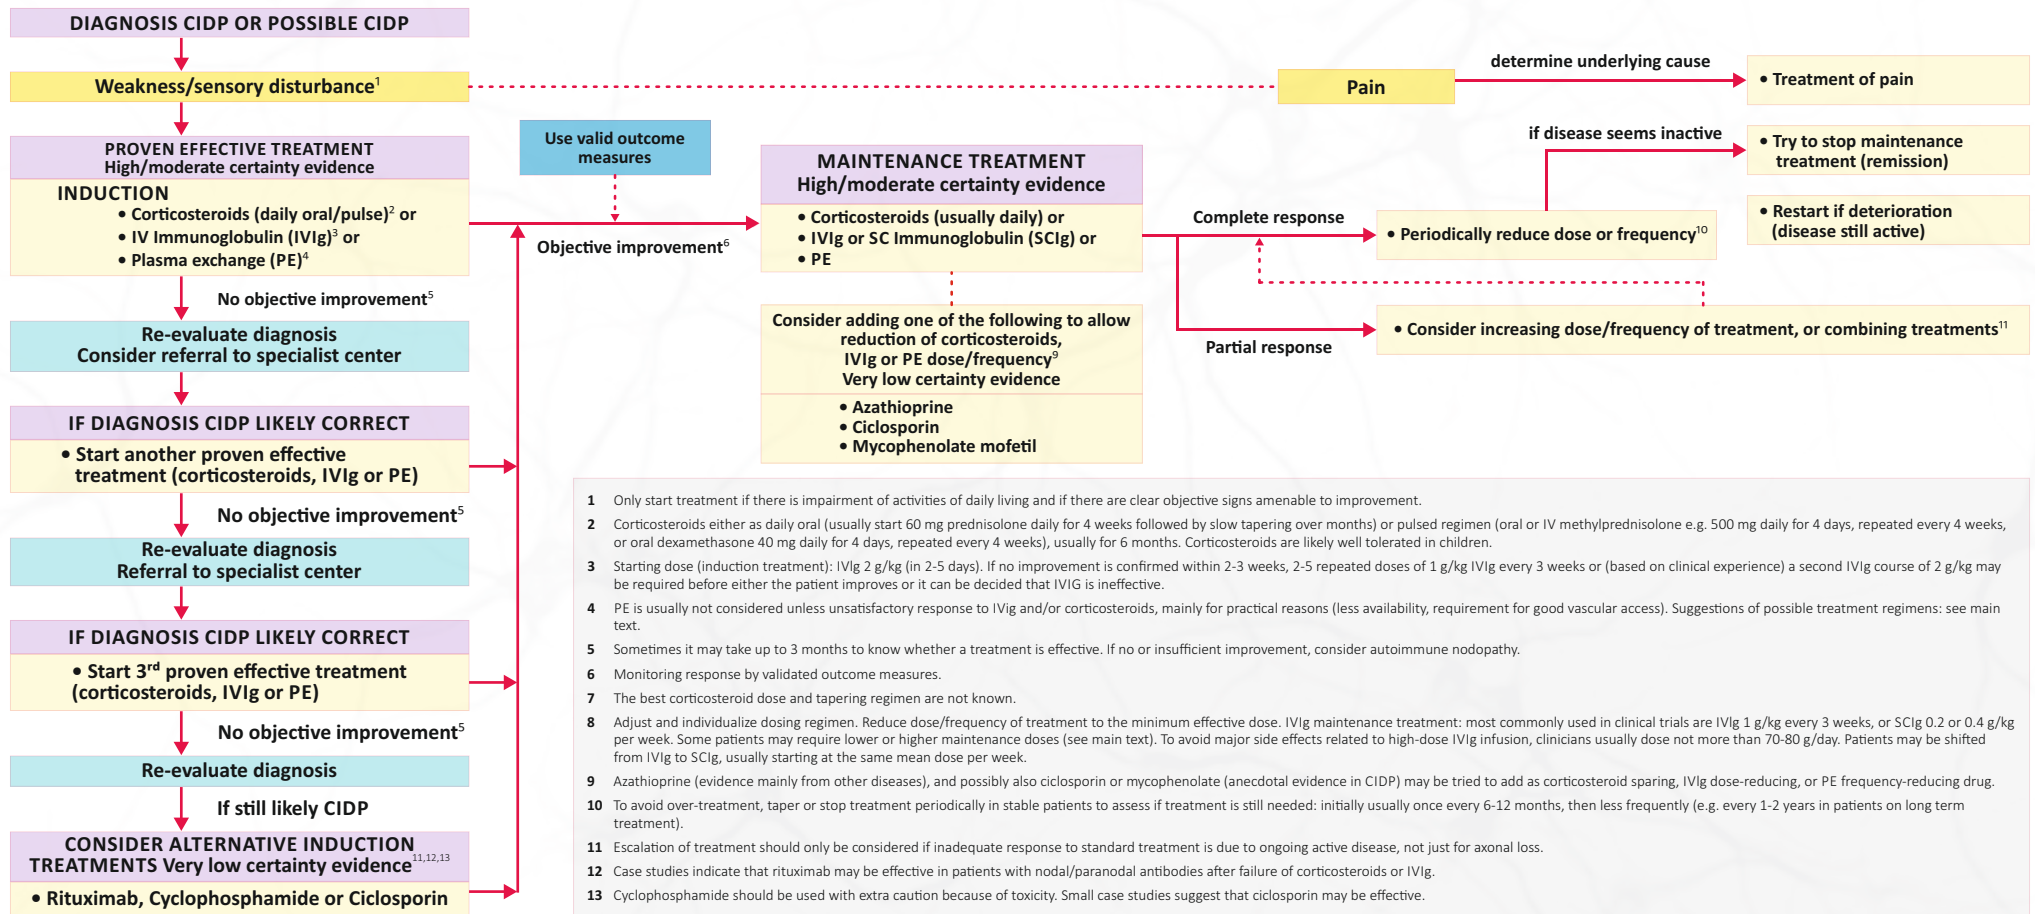 DIAGNOSIS CIDP OR POSSIBLE CIDP
Weakness/sensory disturbance1
PROVEN EFFECTIVE TREATMENT
High/moderate certainty evidence
INDUCTION
• Corticosteroids (daily oral/pulse)2 or
• IV Immunoglobulin (IVIg)3 or
• Plasma exchange (PE)4
No objective improvement5
Re-evaluate diagnosis
Consider referral to specialist center
IF DIAGNOSIS CIDP LIKELY CORRECT
• Start another proven effective
treatment (corticosteroids, IVIg or PE)
No objective improvement5
Re-evaluate diagnosis
Referral to specialist center
IF DIAGNOSIS CIDP LIKELY CORRECT
• Start 3rd proven effective treatment
(corticosteroids, IVIg or PE)
No objective improvement5
Re-evaluate diagnosis
If still likely CIDP
CONSIDER ALTERNATIVE INDUCTION
TREATMENTS Very low certainty evidence11,12,13
• Rituximab, Cyclophosphamide or Ciclosporin
Use valid outcome
measures
Objective improvement6
MAINTENANCE TREATMENT
High/moderate certainty evidence
• Corticosteroids (usually daily) or
• IVIg or SC Immunoglobulin (SCIg) or
• PE
Consider adding one of the following to allow
reduction of corticosteroids,
IVIg or PE dose/frequency9
Very low certainty evidence
• Azathioprine
• Ciclosporin
• Mycophenolate mofetil
Pain
determine underlying cause
• Treatment of pain
if disease seems inactive
• Try to stop maintenance
treatment (remission)
• Restart if deterioration
(disease still active)
Complete response
• Periodically reduce dose or frequency10
Partial response
• Consider increasing dose/frequency of treatment, or combining treatments11
1 Only start treatment if there is impairment of activities of daily living and if there are clear objective signs amenable to improvement.
2 Corticosteroids either as daily oral (usually start 60 mg prednisolone daily for 4 weeks followed by slow tapering over months) or pulsed regimen (oral or IV methylprednisolone e.g. 500 mg daily for 4 days, repeated every 4 weeks,
or oral dexamethasone 40 mg daily for 4 days, repeated every 4 weeks), usually for 6 months. Corticosteroids are likely well tolerated in children.
3 Starting dose (induction treatment): IVIg 2 g/kg (in 2-5 days). If no improvement is confirmed within 2-3 weeks, 2-5 repeated doses of 1 g/kg IVIg every 3 weeks or (based on clinical experience) a second IVIg course of 2 g/kg may
be required before either the patient improves or it can be decided that IVIG is ineffective.
4 PE is usually not considered unless unsatisfactory response to IVig and/or corticosteroids, mainly for practical reasons (less availability, requirement for good vascular access). Suggestions of possible treatment regimens: see main
text.
5 Sometimes it may take up to 3 months to know whether a treatment is effective. If no or insufficient improvement, consider autoimmune nodopathy.
6 Monitoring response by validated outcome measures.
7 The best corticosteroid dose and tapering regimen are not known.
8 Adjust and individualize dosing regimen. Reduce dose/frequency of treatment to the minimum effective dose. IVIg maintenance treatment: most commonly used in clinical trials are IVIg 1 g/kg every 3 weeks, or SCIg 0.2 or 0.4 g/kg
per week. Some patients may require lower or higher maintenance doses (see main text). To avoid major side effects related to high-dose IVIg infusion, clinicians usually dose not more than 70-80 g/day. Patients may be shifted
from IVIg to SCIg, usually starting at the same mean dose per week.
9 Azathioprine (evidence mainly from other diseases), and possibly also ciclosporin or mycophenolate (anecdotal evidence in CIDP) may be tried to add as corticosteroid sparing, IVIg dose-reducing, or PE frequency-reducing drug.
10 To avoid over-treatment, taper or stop treatment periodically in stable patients to assess if treatment is still needed: initially usually once every 6-12 months, then less frequently (e.g. every 1-2 years in patients on long term
treatment).
11 Escalation of treatment should only be considered if inadequate response to standard treatment is due to ongoing active disease, not just for axonal loss.
12 Case studies indicate that rituximab may be effective in patients with nodal/paranodal antibodies after failure of corticosteroids or IVIg.
13 Cyclophosphamide should be used with extra caution because of toxicity. Small case studies suggest that ciclosporin may be effective.